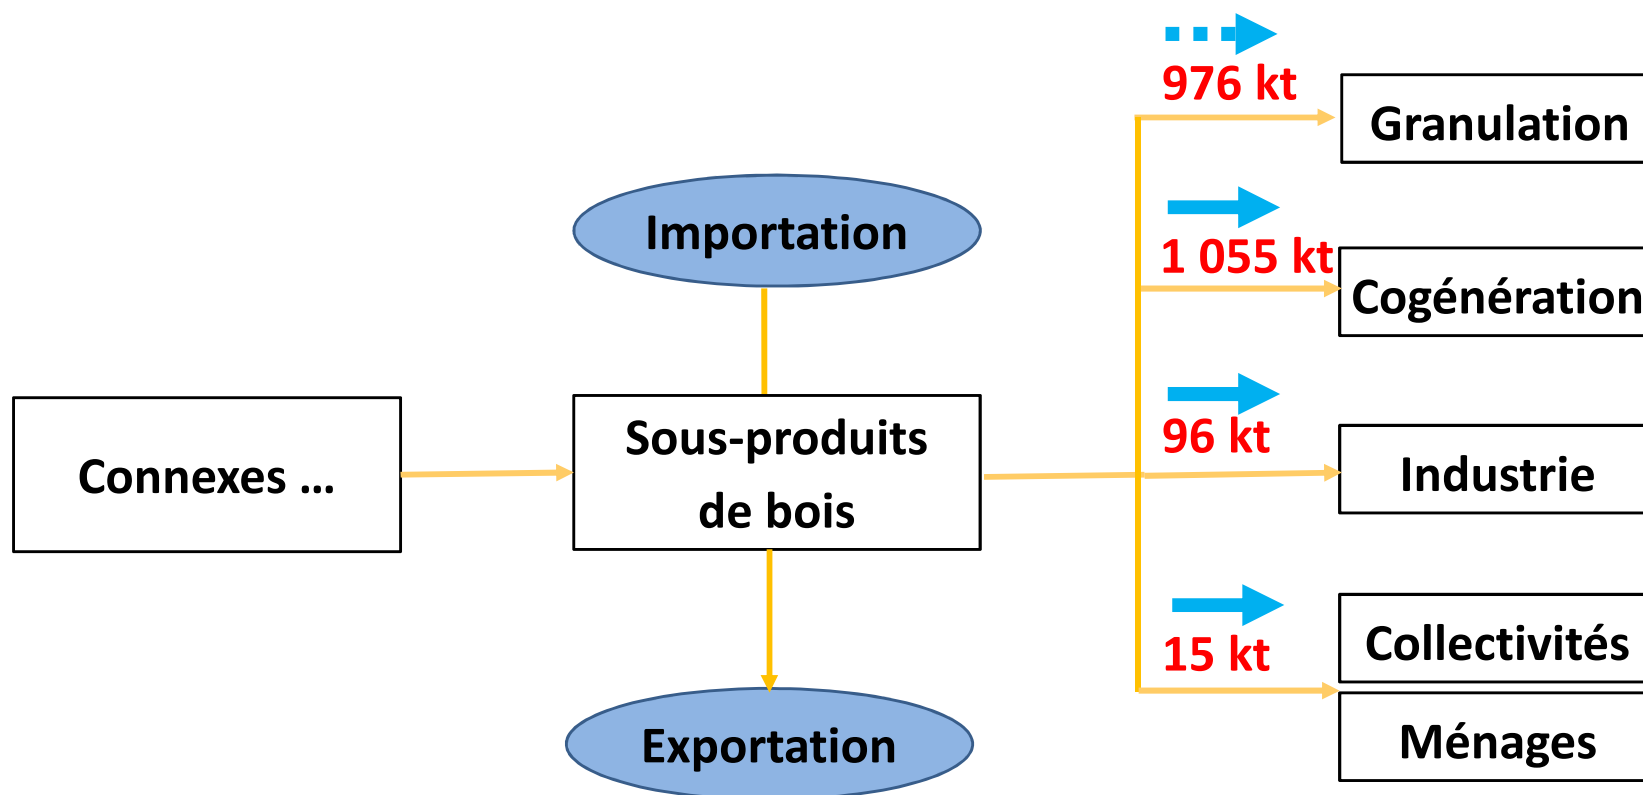 976 kt
Granulation
Importation
1 055 kt
Cogénération
Connexes ...
Sous-produits
de bois
96 kt
Industrie
15 kt
Collectivités
Exportation
Ménages